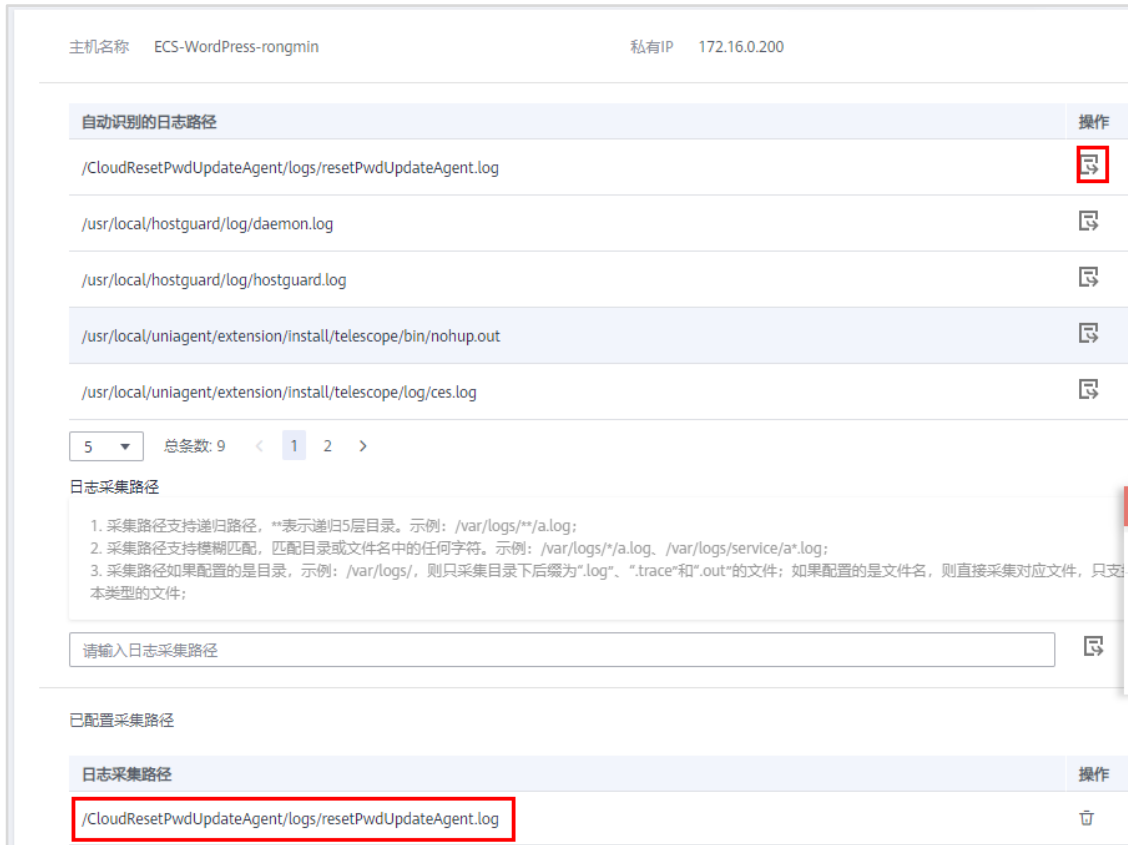 主机名称 ECS-WordPress-rongmin 私有IP 172.16.0.200
自动识别的日志路径 操作
/CloudResetPwdUpdateAgent/logs/resetPwdUpdateAgent.log
/usr/local/hostguard/log/daemon.log
/usr/local/hostguard/log/hostguard.log
/usr/local/uniagent/extension/install/telescope/bin/nohup.out
/usr/local/uniagent/extension/install/telescope/log/ces.log
5 总条数: 9 < 1 2 >
日志采集路径
1. 采集路径支持递归路径，**表示递归5层目录。示例：/var/logs/**/a.log;
2. 采集路径支持模糊匹配，匹配目录或文件名中的任何字符。示例：/var/logs/*/a.log、/var/logs/service/a*.log;
3. 采集路径如果配置的是目录，示例：/var/logs/，则只采集目录下后缀为“.log”、“.trace”和“.out”的文件；如果配置的是文件名，则直接采集对应文件，只支
本类型的文件;
请输入日志采集路径
已配置采集路径
日志采集路径 操作
/CloudResetPwdUpdateAgent/logs/resetPwdUpdateAgent.log